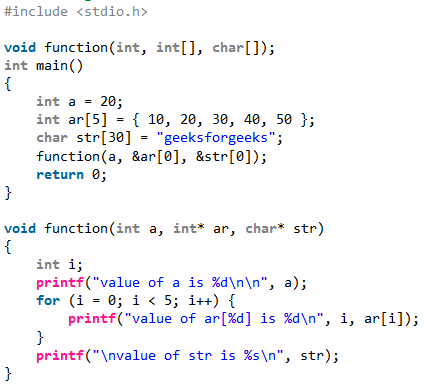 #include <stdio.h>
void function(int, int[], char[]);
int main()
{
    int a = 20;
    int ar[5] = { 10, 20, 30, 40, 50 };
    char str[30] = "geeksforgeeks";
    function(a, &ar[0], &str[0]);
    return 0;
}
void function(int a, int* ar, char* str)
{
    int i;
    printf("value of a is %d\n\n", a);
    for (i = 0; i < 5; i++) {
        printf("value of ar[%d] is %d\n", i, ar[i]);
    }
    printf("\nvalue of str is %s\n", str);
}